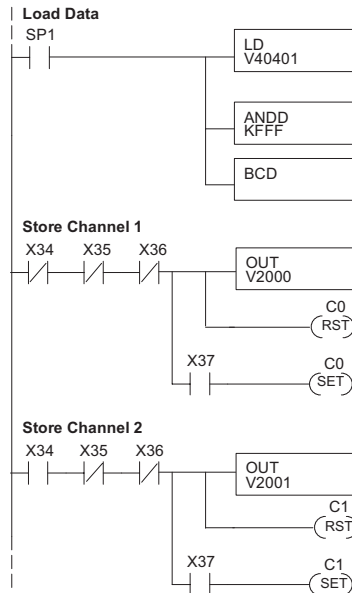 Load Data
SP1
LD
V40401
ANDD
KFFF
BCD
Store Channel 1
X34 X35 X36
OUT
V2000
C0
RST
X37 C0
SET
Store Channel 2
X34 X35 X36
OUT
V2001
C1
RST
X37 C1
SET